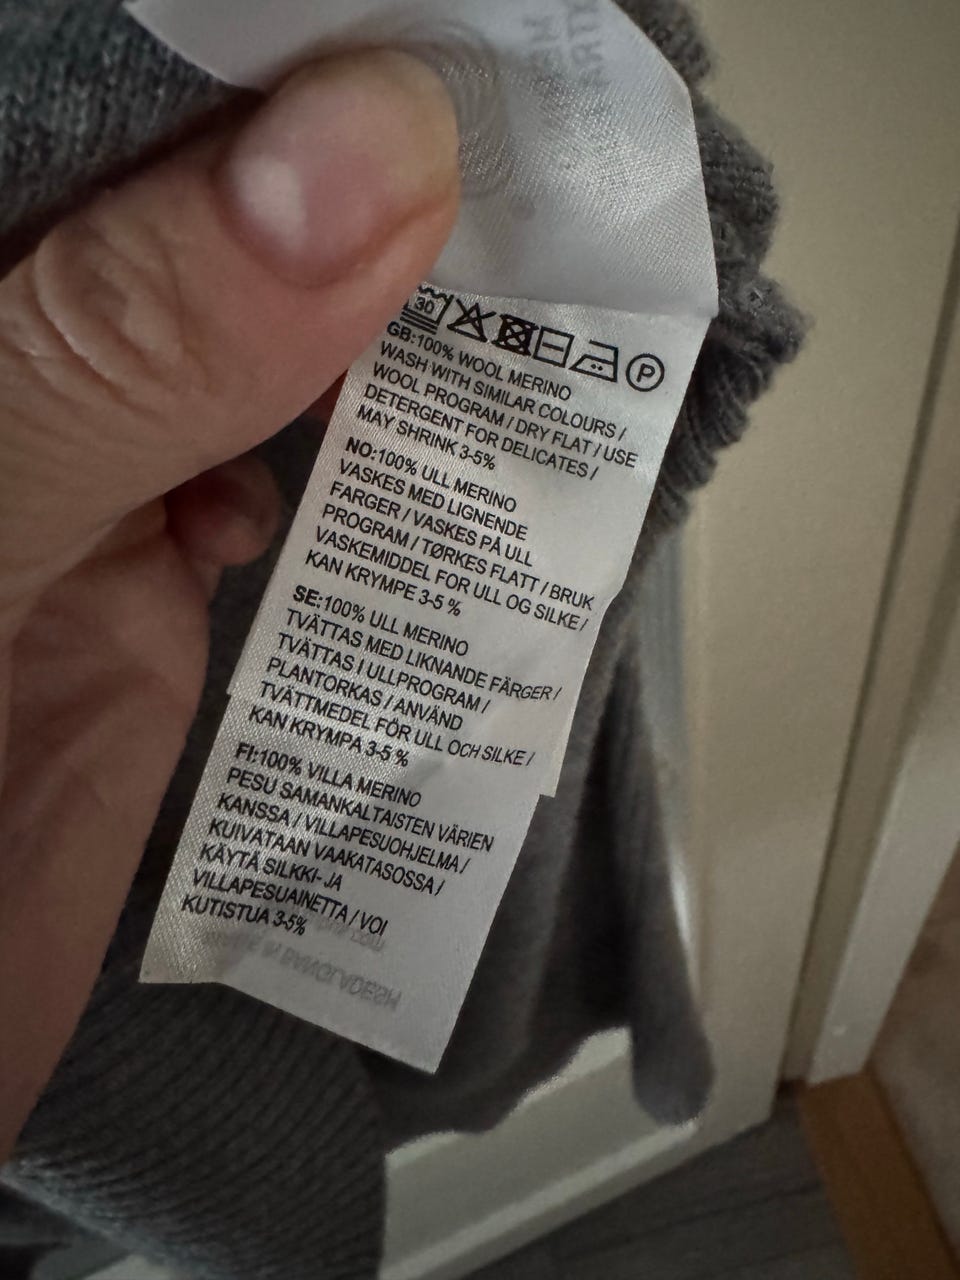 30 P
GB:100% WOOL MERINO
WASH WITH SIMILAR COLOURS /
WOOL PROGRAM / DRY FLAT / USE
DETERGENT FOR DELICATES /
MAY SHRINK 3-5%
NO:100% ULL MERINO
VASKES MED LIGNENDE
FARGER / VASKES PÅ ULL
PROGRAM / TØRKES FLATT / BRUK
VASKEMIDDEL FOR ULL OG SILKE /
KAN KRYMPE 3-5 %
SE:100% ULL MERINO
TVÄTTAS MED LIKNANDE FÄRGER /
TVÄTTAS I ULLPROGRAM /
PLANTORKAS / ANVÄND
TVÄTTMEDEL FÖR ULL OCH SILKE /
KAN KRYMPA 3-5 %
FI:100% VILLA MERINO
PESU SAMANKALTAISTEN VÄRIEN
KANSSA / VILLAPESUOHJELMA /
KUIVATAAN VAAKATASOSSA /
KÄYTÄ SILKKI- JA
VILLAPESUAINETTA / VOI
KUTISTUA 3-5%
MADE IN BANGLADESH